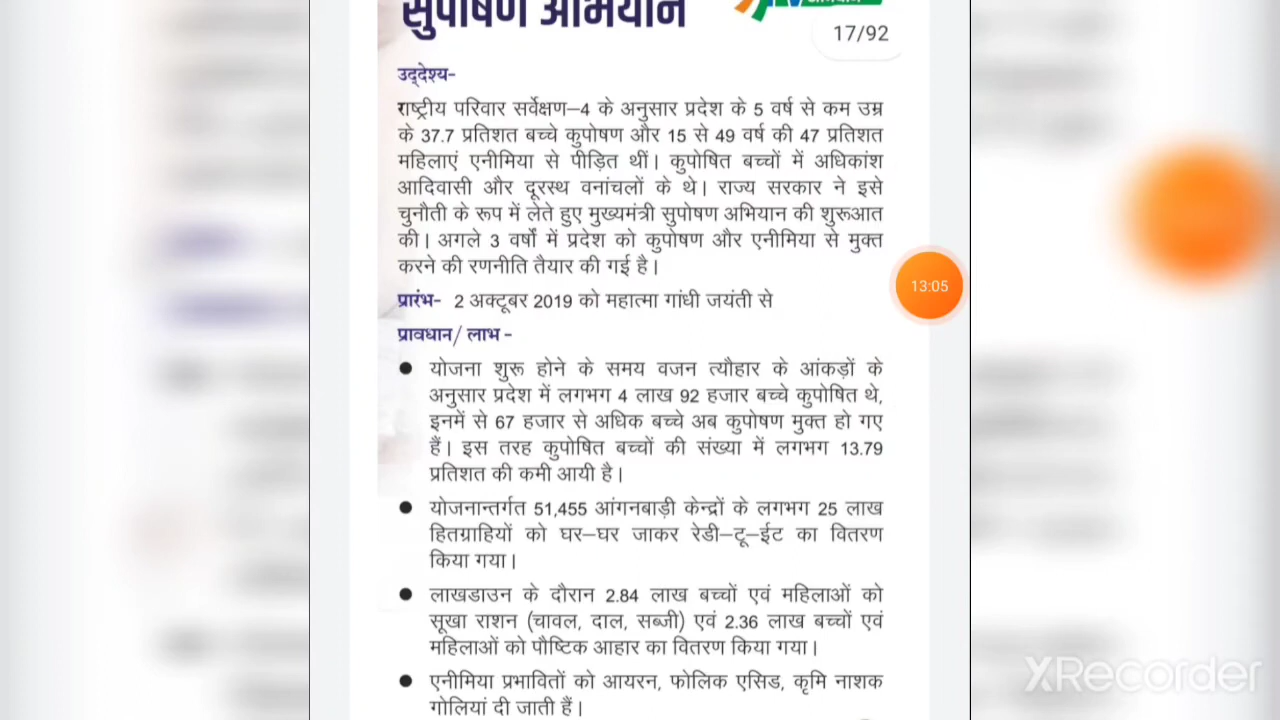 सुपोषण अभियान
17/92
उद्देश्य-
राष्ट्रीय परिवार सर्वेक्षण–4 के अनुसार प्रदेश के 5 वर्ष से कम उम्र
के 37.7 प्रतिशत बच्चे कुपोषण और 15 से 49 वर्ष की 47 प्रतिशत
महिलाएं एनीमिया से पीड़ित थीं। कुपोषित बच्चों में अधिकांश
आदिवासी और दूरस्थ वनांचलों के थे। राज्य सरकार ने इसे
चुनौती के रूप में लेते हुए मुख्यमंत्री सुपोषण अभियान की शुरूआत
की। अगले 3 वर्षों में प्रदेश को कुपोषण और एनीमिया से मुक्त
करने की रणनीति तैयार की गई है।
13:05
प्रारंभ- 2 अक्टूबर 2019 को महात्मा गांधी जयंती से
प्रावधान/ लाभ -
● योजना शुरू होने के समय वजन त्यौहार के आंकड़ों के
अनुसार प्रदेश में लगभग 4 लाख 92 हजार बच्चे कुपोषित थे,
इनमें से 67 हजार से अधिक बच्चे अब कुपोषण मुक्त हो गए
हैं। इस तरह कुपोषित बच्चों की संख्या में लगभग 13.79
प्रतिशत की कमी आयी है।
● योजनान्तर्गत 51,455 आंगनबाड़ी केन्द्रों के लगभग 25 लाख
हितग्राहियों को घर–घर जाकर रेडी–टू–ईट का वितरण
किया गया।
● लाखडाउन के दौरान 2.84 लाख बच्चों एवं महिलाओं को
सूखा राशन (चावल, दाल, सब्जी) एवं 2.36 लाख बच्चों एवं
महिलाओं को पौष्टिक आहार का वितरण किया गया।
● एनीमिया प्रभावितों को आयरन, फोलिक एसिड, कृमि नाशक
गोलियां दी जाती हैं।
XRecorder